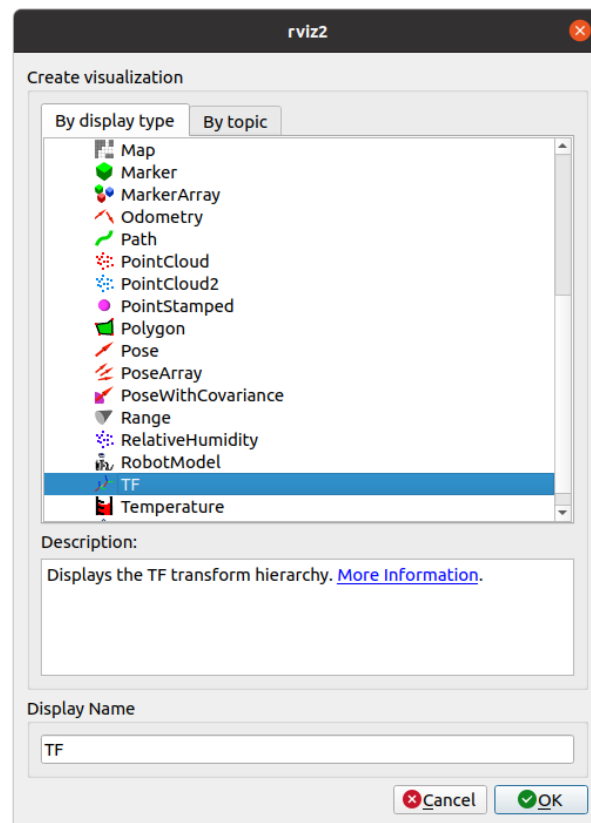 rviz2
Create visualization
By display type
By topic
Map
Marker
MarkerArray
Odometry
Path
PointCloud
PointCloud2
PointStamped
Polygon
Pose
PoseArray
PoseWithCovariance
Range
RelativeHumidity
RobotModel
TF
Temperature
Description:
Displays the TF transform hierarchy. More Information.
Display Name
TF
Cancel
OK